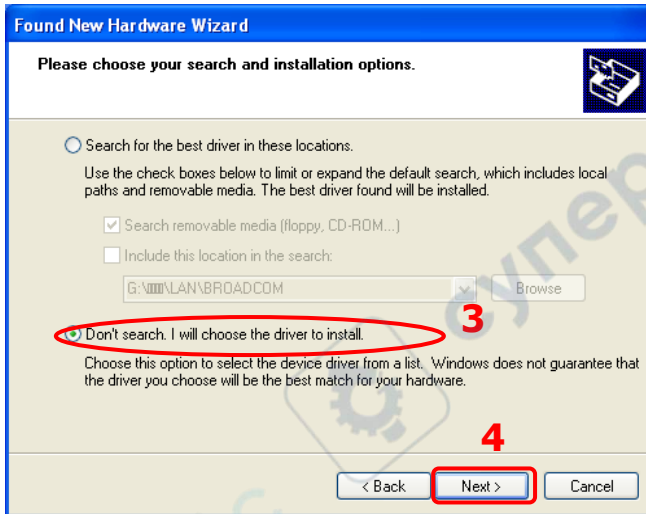 Found New Hardware Wizard
Please choose your search and installation options.
Search for the best driver in these locations.
Use the check boxes below to limit or expand the default search, which includes local
paths and removable media. The best driver found will be installed.
Search removable media (floppy, CD-ROM...)
Include this location in the search:
G:\ \LAN\BROADCOM
Browse
3
Don't search. I will choose the driver to install.
Choose this option to select the device driver from a list. Windows does not guarantee that
the driver you choose will be the best match for your hardware.
4
< Back
Next >
Cancel
супер